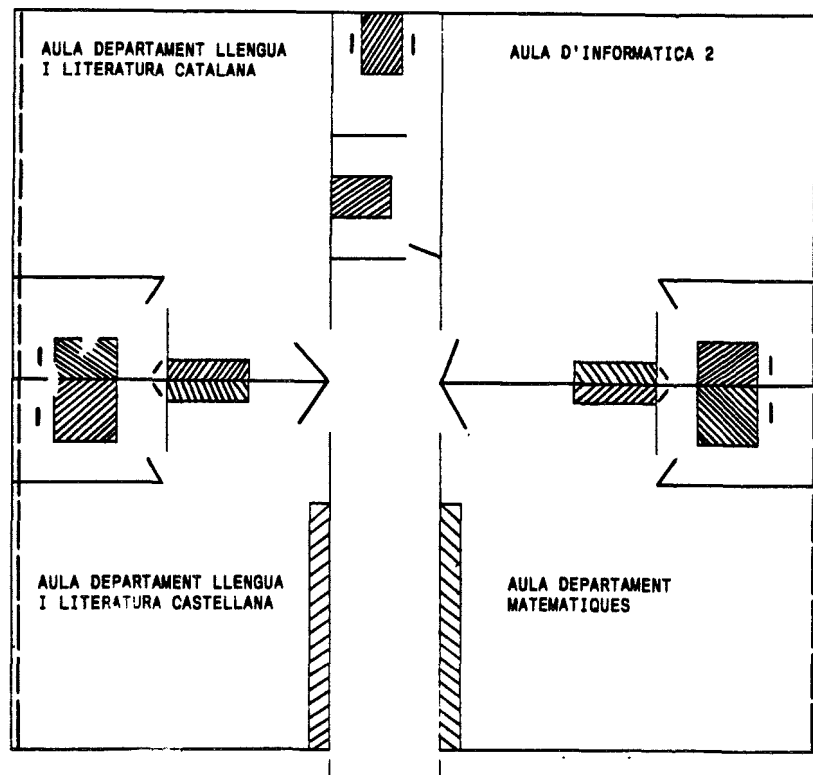 AULA DEPARTAMENT LLENGUA
I LITERATURA CATALANA
AULA D'INFORMATICA 2
AULA DEPARTAMENT LLENGUA
I LITERATURA CASTELLANA
AULA DEPARTAMENT
MATEMATIQUES